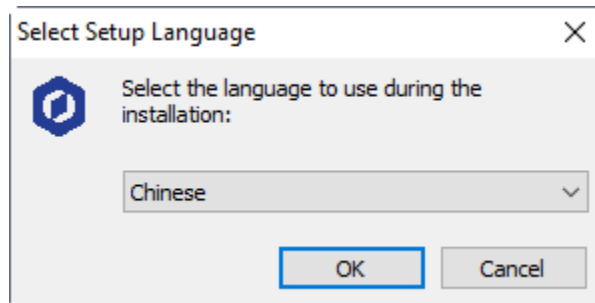 Select Setup Language
Select the language to use during the
installation:
Chinese
OK
Cancel